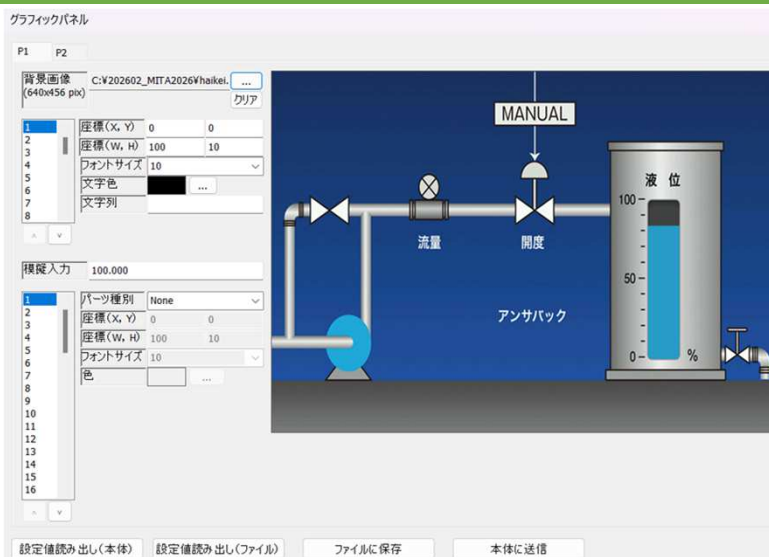 グラフィックパネル
P1 P2
背景画像
(640x456 pix)
C:¥202602_MITA2026¥haikei. ...
クリア
1
2
3
4
5
6
7
8
座標(X, Y) 0 0
座標(W, H) 100 10
フォントサイズ 10
文字色 ...
文字列
模擬入力 100.000
1
2
3
4
5
6
7
8
9
10
11
12
13
14
15
16
パーツ種別 None
座標(X, Y) 0 0
座標(W, H) 100 10
フォントサイズ 10
色 ...
MANUAL
流量
開度
アンサバック
液 位
100
50
0
%
設定値読み出し(本体) 設定値読み出し(ファイル) ファイルに保存 本体に送信